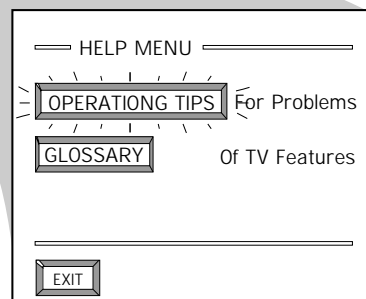 HELP MENU
OPERATIONG TIPS For Problems
GLOSSARY Of TV Features
EXIT